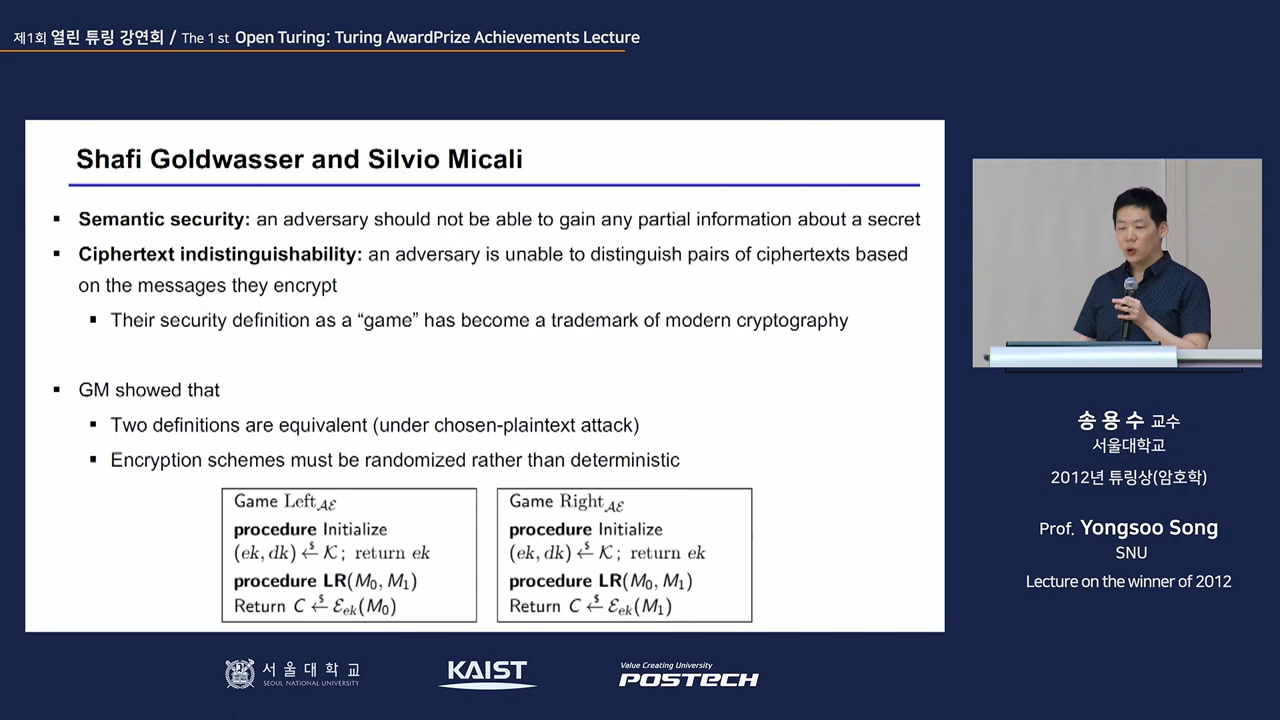 제1회 열린 튜링 강연회 / The 1 st Open Turing: Turing AwardPrize Achievements Lecture
Shafi Goldwasser and Silvio Micali
▪ Semantic security: an adversary should not be able to gain any partial information about a secret
▪ Ciphertext indistinguishability: an adversary is unable to distinguish pairs of ciphertexts based
on the messages they encrypt
▪ Their security definition as a “game” has become a trademark of modern cryptography
▪ GM showed that
▪ Two definitions are equivalent (under chosen-plaintext attack)
▪ Encryption schemes must be randomized rather than deterministic
Game Left_𝒜ℰ
procedure Initialize
(ek, dk) ←$ 𝒦; return ek
procedure LR(M₀, M₁)
Return C ←$ ℰ_ek(M₀)
Game Right_𝒜ℰ
procedure Initialize
(ek, dk) ←$ 𝒦; return ek
procedure LR(M₀, M₁)
Return C ←$ ℰ_ek(M₁)
송 용 수 교수
서울대학교
2012년 튜링상(암호학)
Prof. Yongsoo Song
SNU
Lecture on the winner of 2012
서울대학교
SEOUL NATIONAL UNIVERSITY
KAIST
Value Creating University
POSTECH